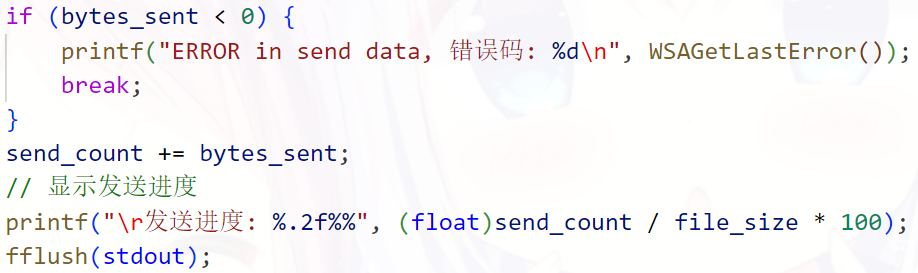 if (bytes_sent < 0) {
    printf("ERROR in send data, 错误码: %d\n", WSAGetLastError());
    break;
}
send_count += bytes_sent;
// 显示发送进度
printf("\r发送进度: %.2f%%", (float)send_count / file_size * 100);
fflush(stdout);